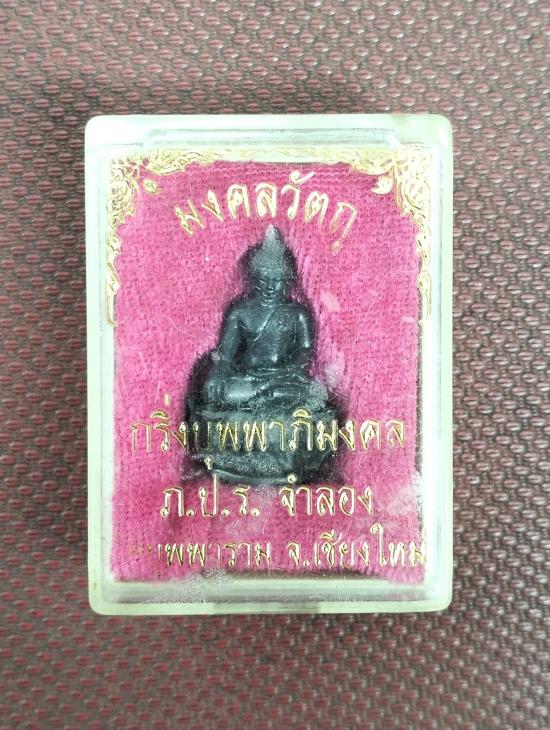 มงคลวัตถุ
กริ่งบุพพาภิมงคล
ภ.ป.ร. จำลอง
บุพพาราม จ.เชียงใหม่